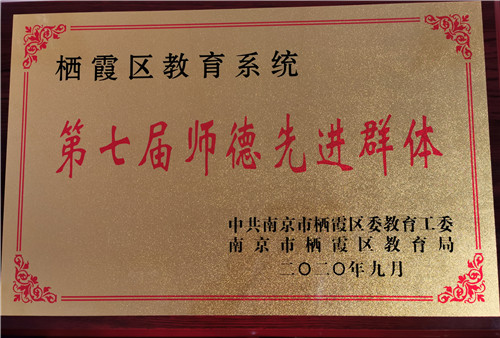 栖霞区教育系统
第七届师德先进群体
中共南京市栖霞区委教育工委
南京市栖霞区教育局
二〇二〇年九月